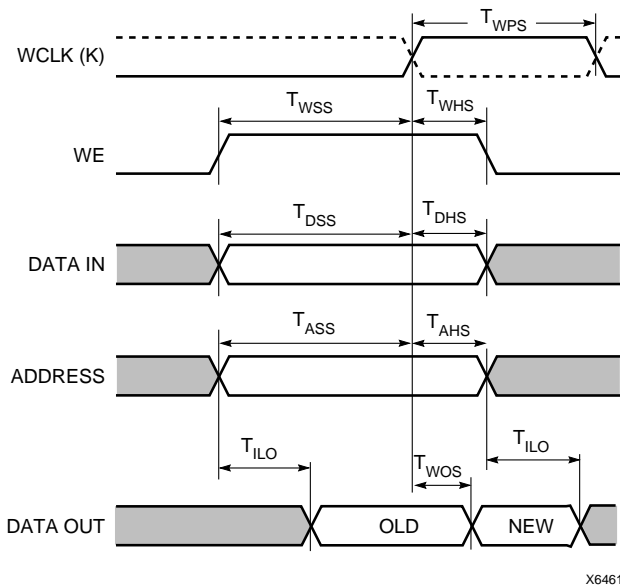 T_WPS
WCLK (K)
T_WSS T_WHS
WE
T_DSS T_DHS
DATA IN
T_ASS T_AHS
ADDRESS
T_ILO T_WOS T_ILO
DATA OUT OLD NEW
X6461